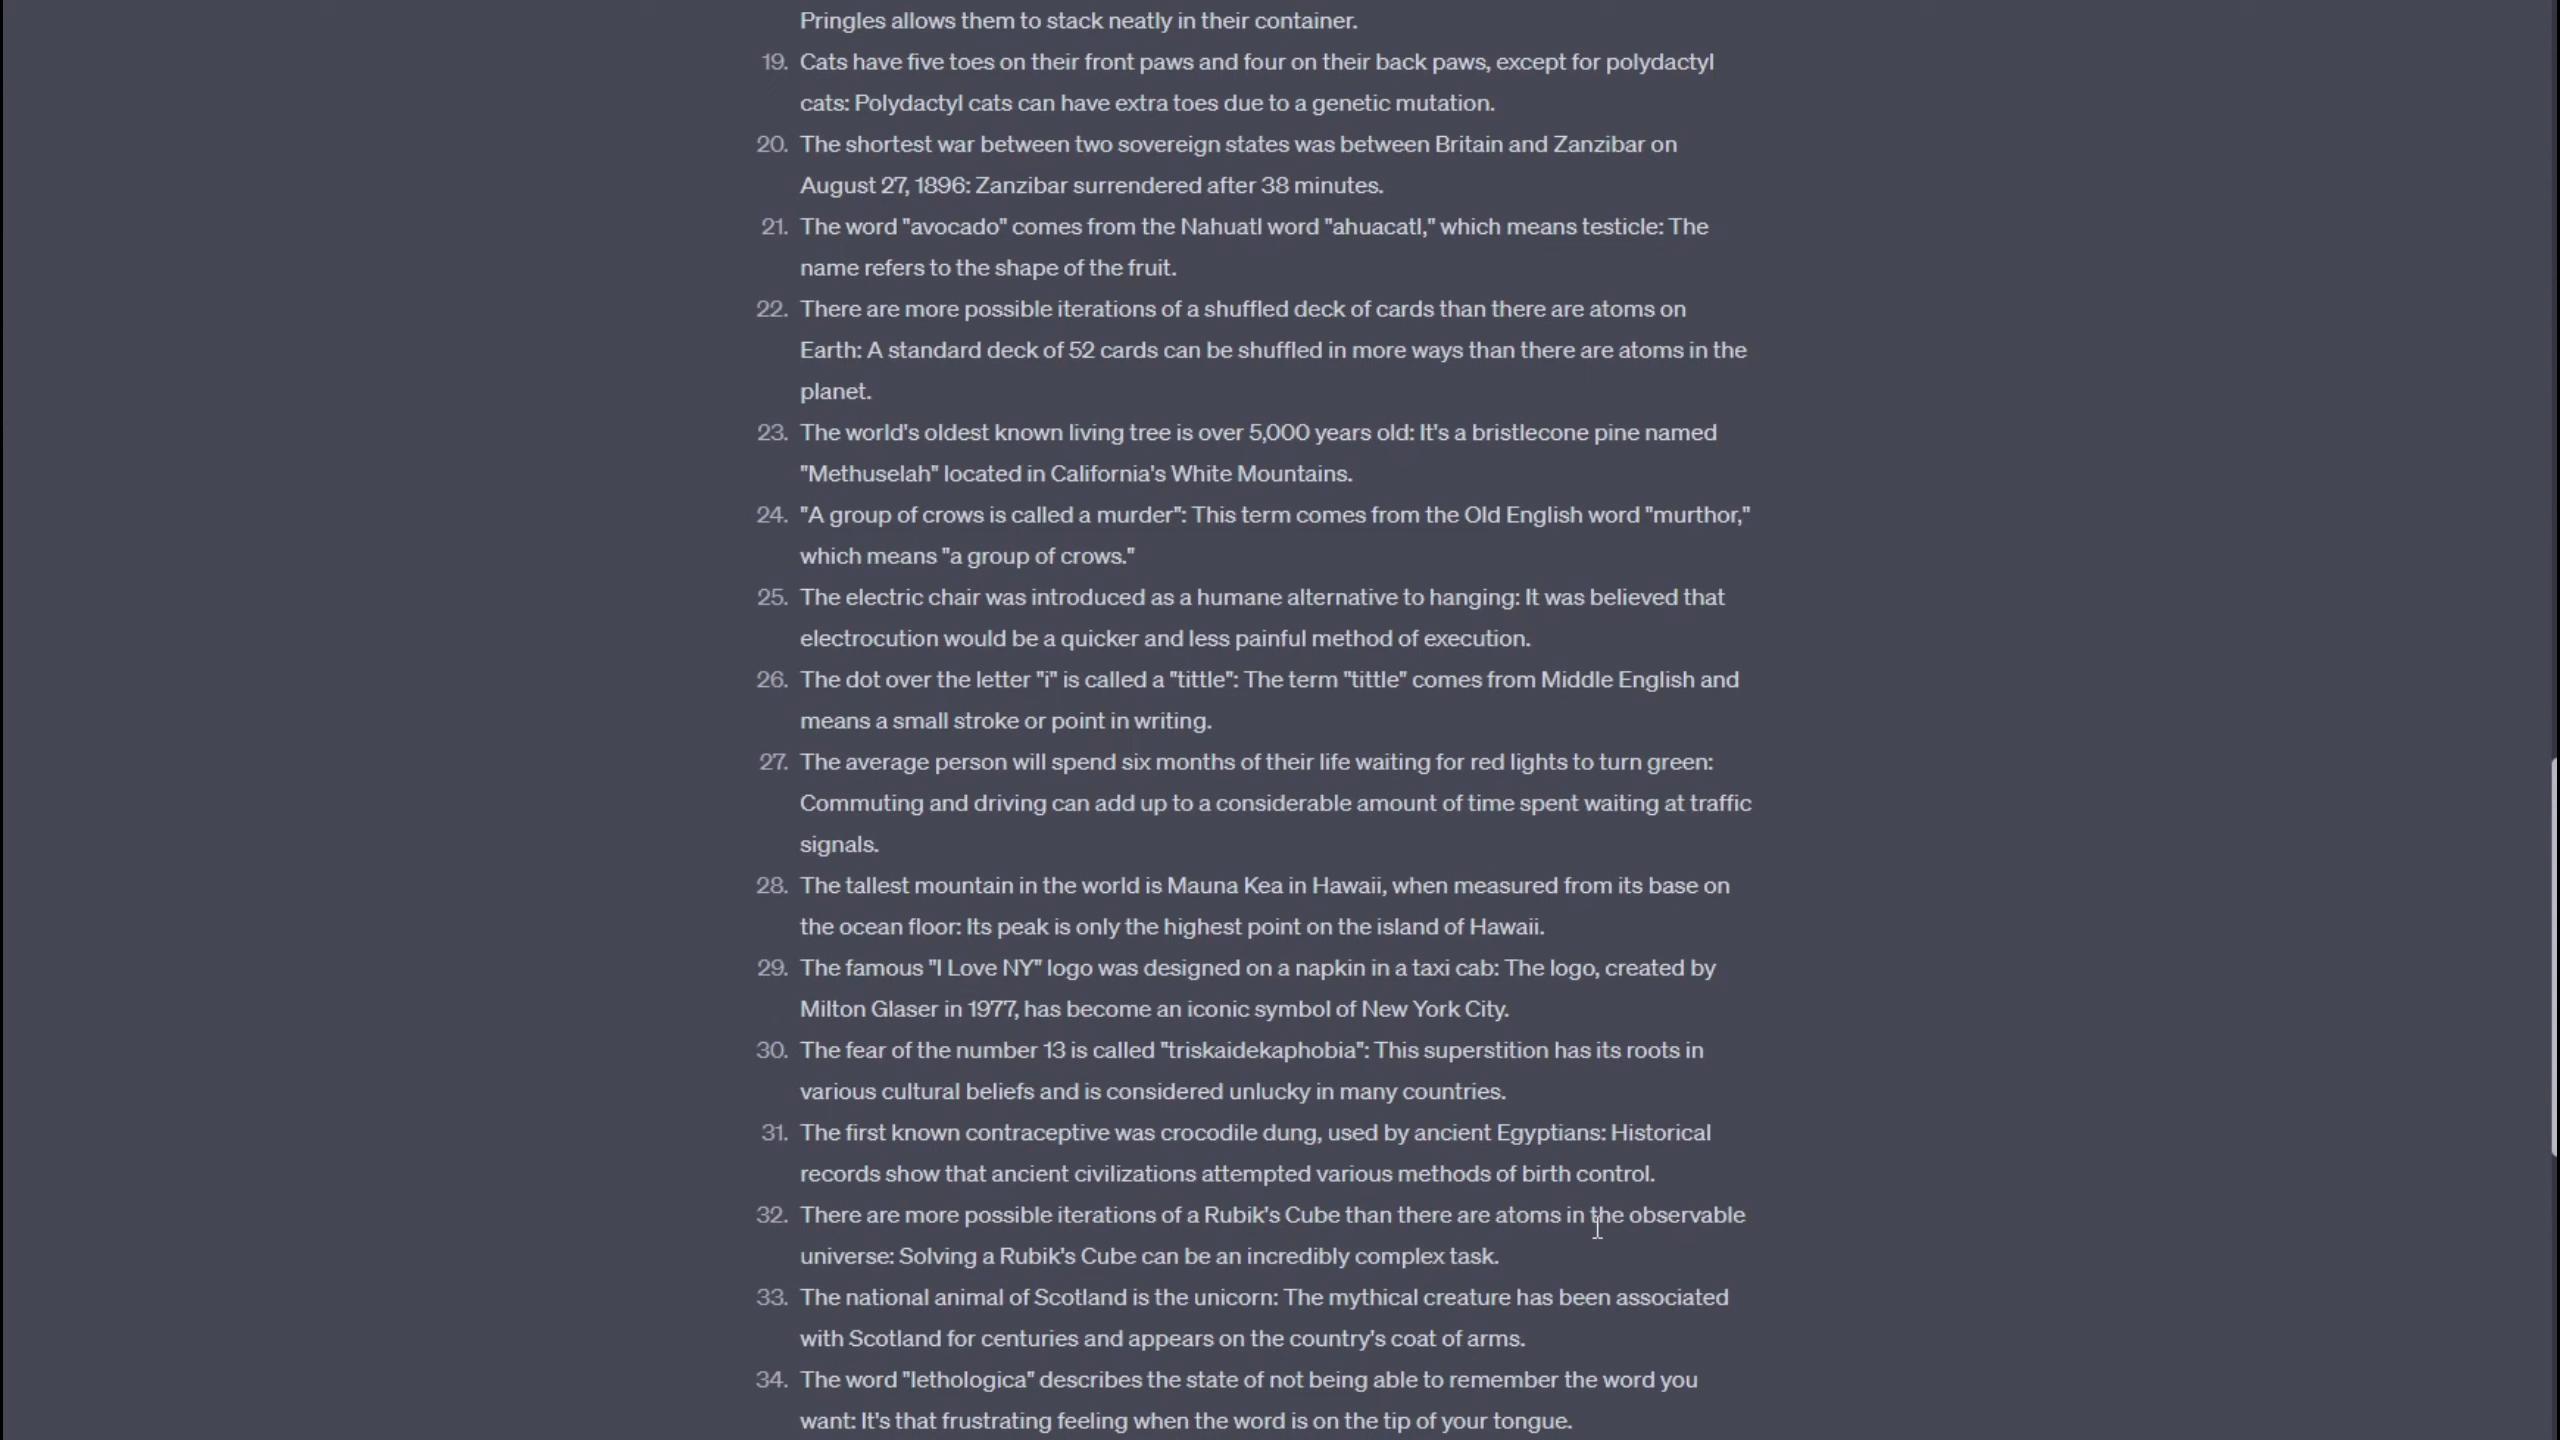 Pringles allows them to stack neatly in their container.
19. Cats have five toes on their front paws and four on their back paws, except for polydactyl
cats: Polydactyl cats can have extra toes due to a genetic mutation.
20. The shortest war between two sovereign states was between Britain and Zanzibar on
August 27, 1896: Zanzibar surrendered after 38 minutes.
21. The word "avocado" comes from the Nahuatl word "ahuacatl," which means testicle: The
name refers to the shape of the fruit.
22. There are more possible iterations of a shuffled deck of cards than there are atoms on
Earth: A standard deck of 52 cards can be shuffled in more ways than there are atoms in the
planet.
23. The world's oldest known living tree is over 5,000 years old: It's a bristlecone pine named
"Methuselah" located in California's White Mountains.
24. "A group of crows is called a murder": This term comes from the Old English word "murthor,"
which means "a group of crows."
25. The electric chair was introduced as a humane alternative to hanging: It was believed that
electrocution would be a quicker and less painful method of execution.
26. The dot over the letter "i" is called a "tittle": The term "tittle" comes from Middle English and
means a small stroke or point in writing.
27. The average person will spend six months of their life waiting for red lights to turn green:
Commuting and driving can add up to a considerable amount of time spent waiting at traffic
signals.
28. The tallest mountain in the world is Mauna Kea in Hawaii, when measured from its base on
the ocean floor: Its peak is only the highest point on the island of Hawaii.
29. The famous "I Love NY" logo was designed on a napkin in a taxi cab: The logo, created by
Milton Glaser in 1977, has become an iconic symbol of New York City.
30. The fear of the number 13 is called "triskaidekaphobia": This superstition has its roots in
various cultural beliefs and is considered unlucky in many countries.
31. The first known contraceptive was crocodile dung, used by ancient Egyptians: Historical
records show that ancient civilizations attempted various methods of birth control.
32. There are more possible iterations of a Rubik's Cube than there are atoms in the observable
universe: Solving a Rubik's Cube can be an incredibly complex task.
33. The national animal of Scotland is the unicorn: The mythical creature has been associated
with Scotland for centuries and appears on the country's coat of arms.
34. The word "lethologica" describes the state of not being able to remember the word you
want: It's that frustrating feeling when the word is on the tip of your tongue.